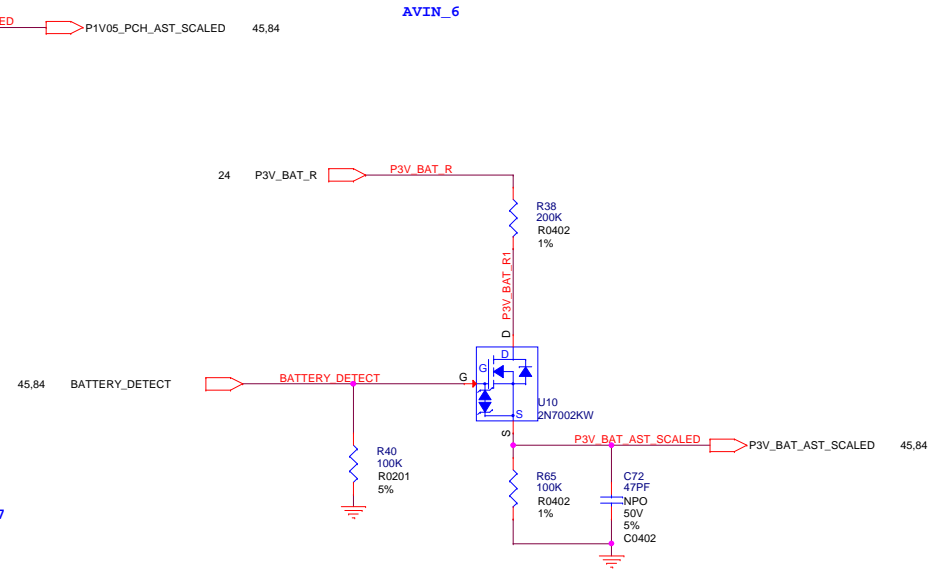 AVIN_6
ED
P1V05_PCH_AST_SCALED 45,84
24 P3V_BAT_R
P3V_BAT_R
R38
200K
R0402
1%
P3V_BAT_R1
D
D
G
G
S
S
U10
2N7002KW
45,84 BATTERY_DETECT
BATTERY_DETECT
P3V_BAT_AST_SCALED
P3V_BAT_AST_SCALED 45,84
R40
100K
R0201
5%
R65
100K
R0402
1%
C72
47PF
NPO
50V
5%
C0402